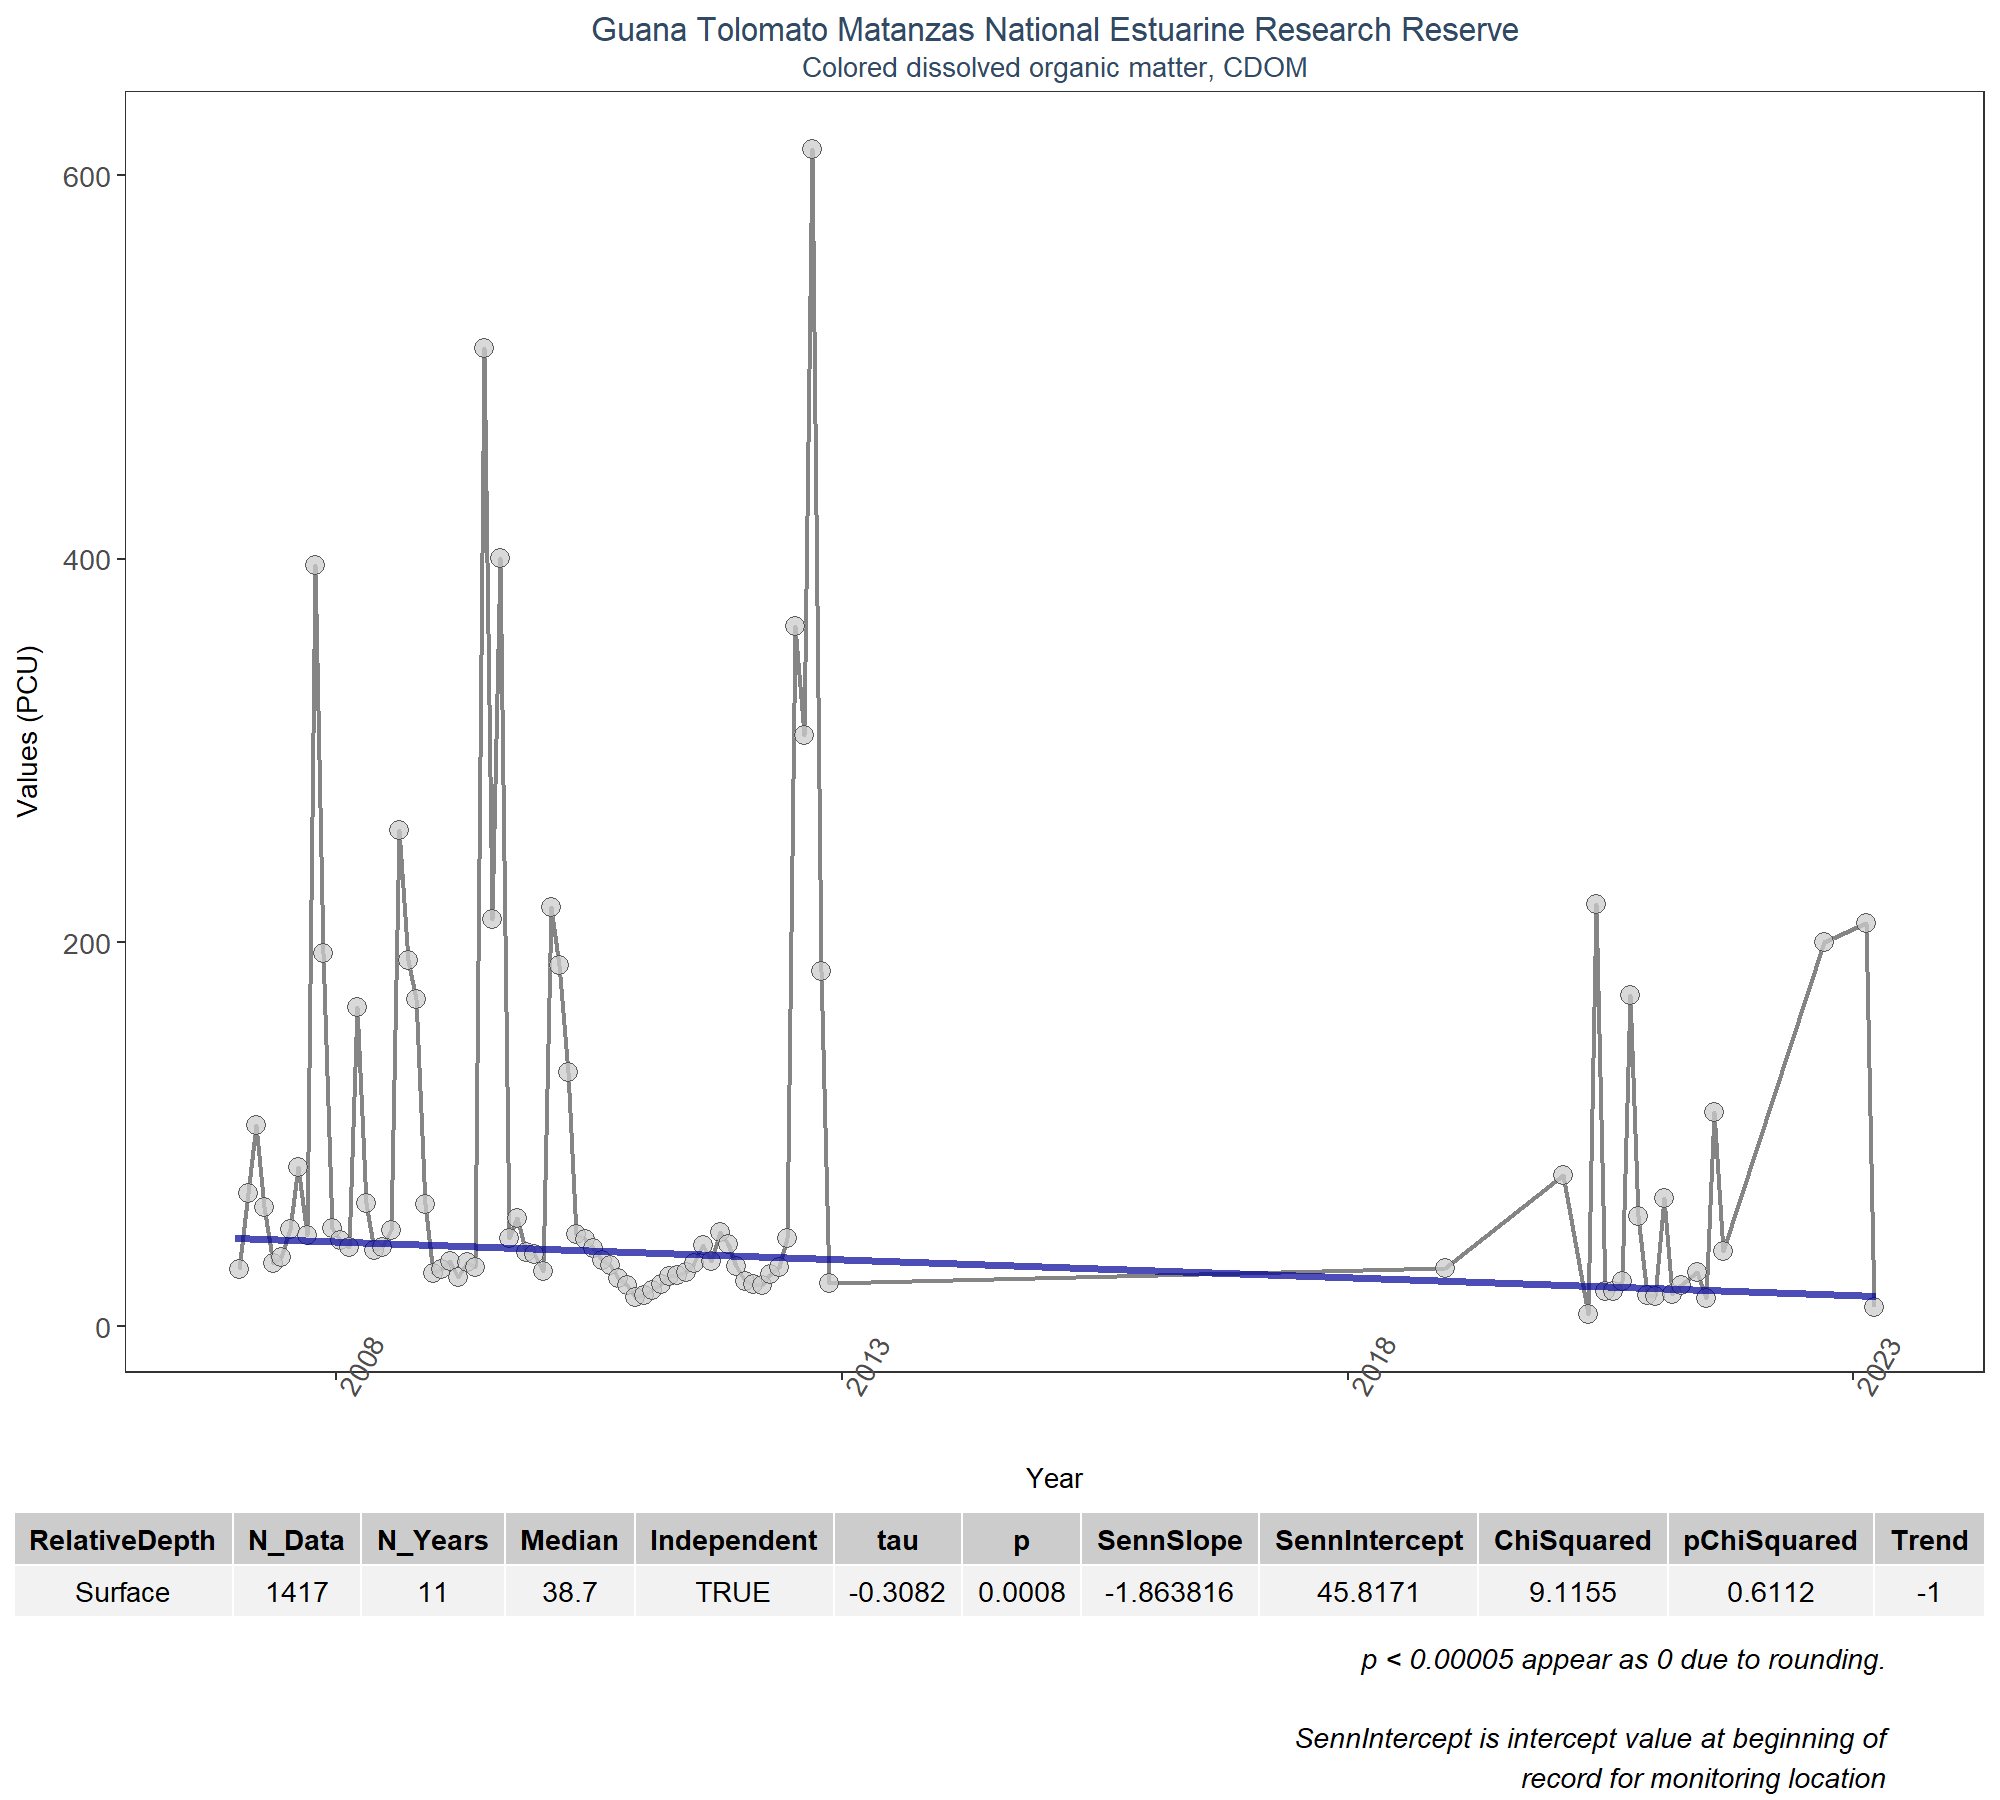 Guana Tolomato Matanzas National Estuarine Research Reserve
Colored dissolved organic matter, CDOM
600
400
200
0
Values (PCU)
2008
2013
2018
2023
Year
RelativeDepth N_Data N_Years Median Independent tau p SennSlope SennIntercept ChiSquared pChiSquared Trend
Surface 1417 11 38.7 TRUE -0.3082 0.0008 -1.863816 45.8171 9.1155 0.6112 -1
p < 0.00005 appear as 0 due to rounding.
SennIntercept is intercept value at beginning of
record for monitoring location